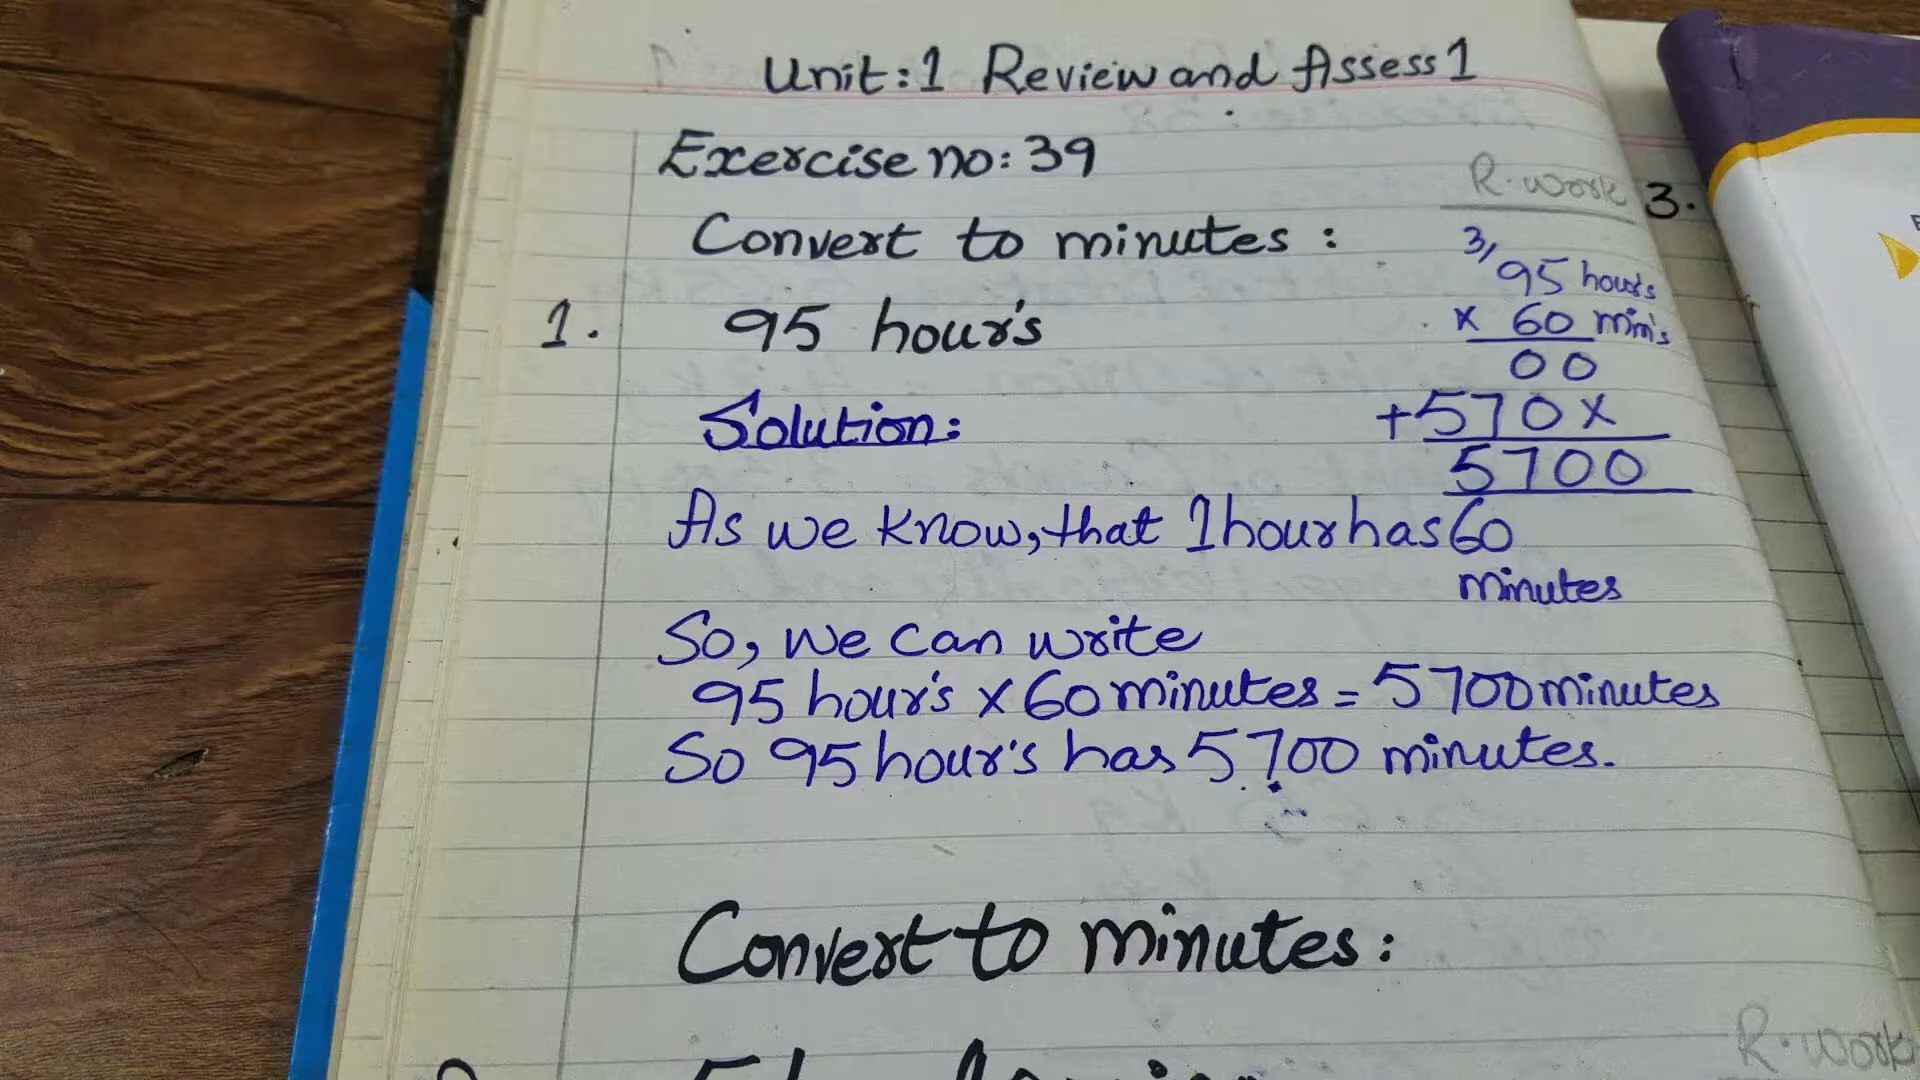 Unit:1 Review and Assess 1
Exercise no: 39
R. work
3.
Convert to minutes:
3,
95 hours
x 60 min's
00
+570x
5700
1. 95 hour's
Solution:
As we know, that 1 hour has 60
minutes
So, we can write
95 hour's x 60 minutes = 5700 minutes
So 95 hour's has 5700 minutes.
Convert to minutes:
R. work